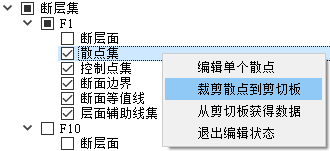 断层集
F1
断层面
散点集
控制点集
断面边界
断面等值线
层面辅助线集
F10
断层面
编辑单个散点
裁剪散点到剪切板
从剪切板获得数据
退出编辑状态